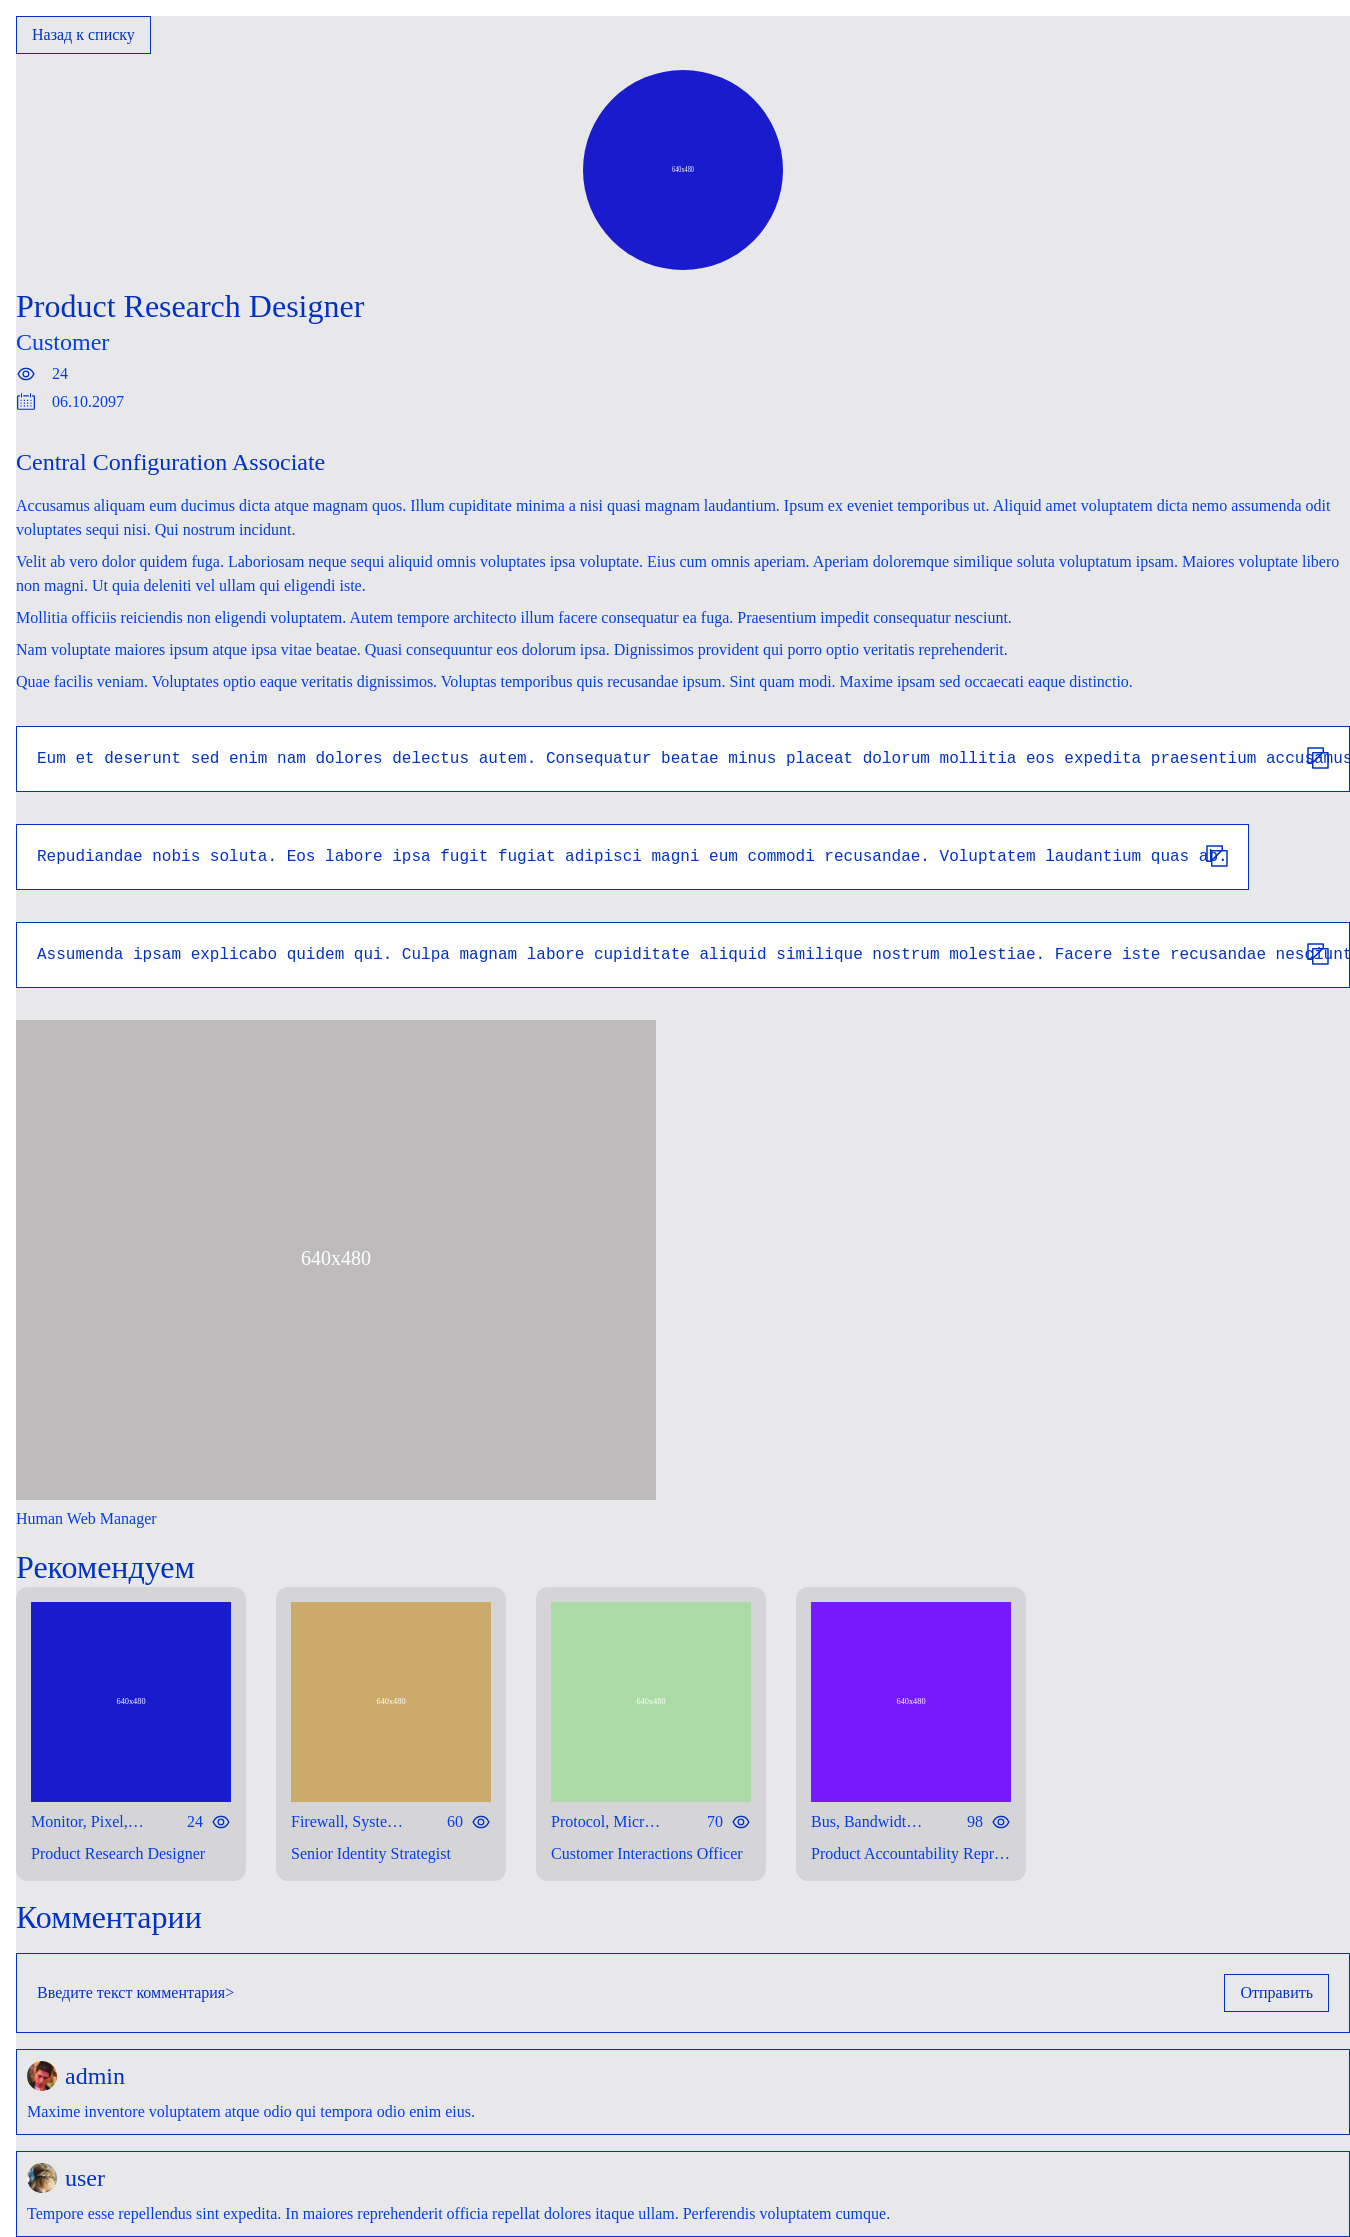 Назад к списку
640x480
Product Research Designer
Customer
24
06.10.2097
Central Configuration Associate
Accusamus aliquam eum ducimus dicta atque magnam quos. Illum cupiditate minima a nisi quasi magnam laudantium. Ipsum ex eveniet temporibus ut. Aliquid amet voluptatem dicta nemo assumenda odit
voluptates sequi nisi. Qui nostrum incidunt.
Velit ab vero dolor quidem fuga. Laboriosam neque sequi aliquid omnis voluptates ipsa voluptate. Eius cum omnis aperiam. Aperiam doloremque similique soluta voluptatum ipsam. Maiores voluptate libero
non magni. Ut quia deleniti vel ullam qui eligendi iste.
Mollitia officiis reiciendis non eligendi voluptatem. Autem tempore architecto illum facere consequatur ea fuga. Praesentium impedit consequatur nesciunt.
Nam voluptate maiores ipsum atque ipsa vitae beatae. Quasi consequuntur eos dolorum ipsa. Dignissimos provident qui porro optio veritatis reprehenderit.
Quae facilis veniam. Voluptates optio eaque veritatis dignissimos. Voluptas temporibus quis recusandae ipsum. Sint quam modi. Maxime ipsam sed occaecati eaque distinctio.
Eum et deserunt sed enim nam dolores delectus autem. Consequatur beatae minus placeat dolorum mollitia eos expedita praesentium accusamus
Repudiandae nobis soluta. Eos labore ipsa fugit fugiat adipisci magni eum commodi recusandae. Voluptatem laudantium quas ab.
Assumenda ipsam explicabo quidem qui. Culpa magnam labore cupiditate aliquid similique nostrum molestiae. Facere iste recusandae nesciunt
640x480
Human Web Manager
Рекомендуем
640x480
Monitor, Pixel,… 24
Product Research Designer
640x480
Firewall, Syste… 60
Senior Identity Strategist
640x480
Protocol, Micr… 70
Customer Interactions Officer
640x480
Bus, Bandwidt… 98
Product Accountability Repr…
Комментарии
Введите текст комментария>
Отправить
admin
Maxime inventore voluptatem atque odio qui tempora odio enim eius.
user
Tempore esse repellendus sint expedita. In maiores reprehenderit officia repellat dolores itaque ullam. Perferendis voluptatem cumque.